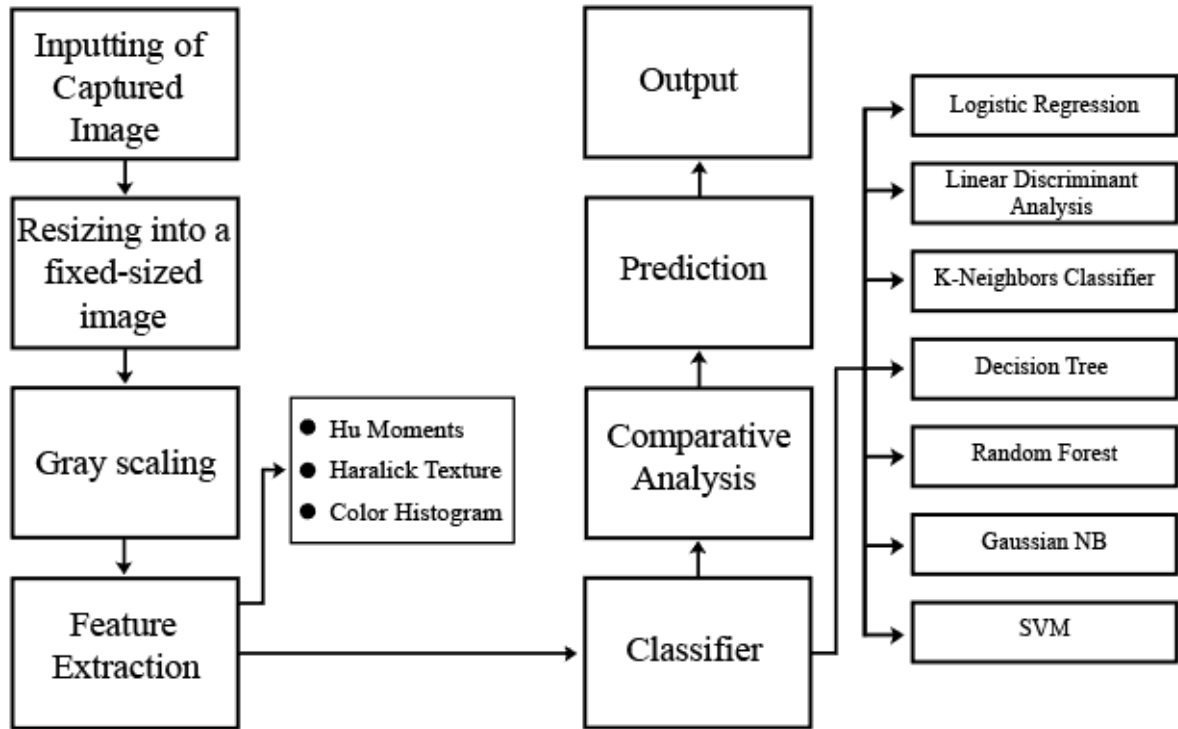 Inputting of
Captured
Image
Resizing into a
fixed-sized
image
Gray scaling
Feature
Extraction
Hu Moments
Haralick Texture
Color Histogram
Output
Prediction
Comparative
Analysis
Classifier
Logistic Regression
Linear Discriminant
Analysis
K-Neighbors Classifier
Decision Tree
Random Forest
Gaussian NB
SVM